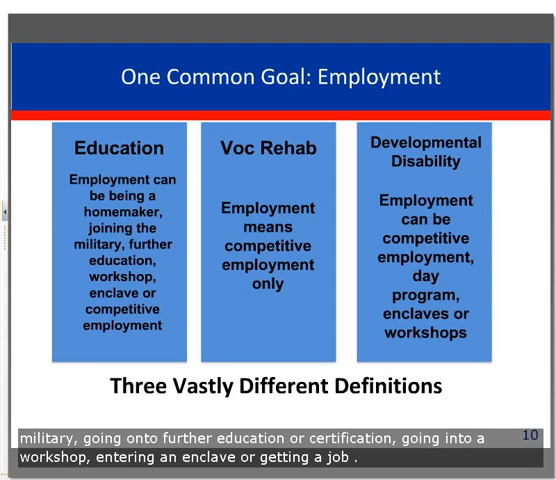 One Common Goal: Employment
Education
Employment can
be being a
homemaker,
joining the
military, further
education,
workshop,
enclave or
competitive
employment
Voc Rehab
Employment
means
competitive
employment
only
Developmental
Disability
Employment
can be
competitive
employment,
day
program,
enclaves or
workshops
Three Vastly Different Definitions
10
military, going onto further education or certification, going into a
workshop, entering an enclave or getting a job .